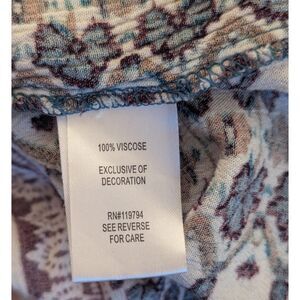 100% VISCOSE
EXCLUSIVE OF
DECORATION
RN#119794
SEE REVERSE
FOR CARE